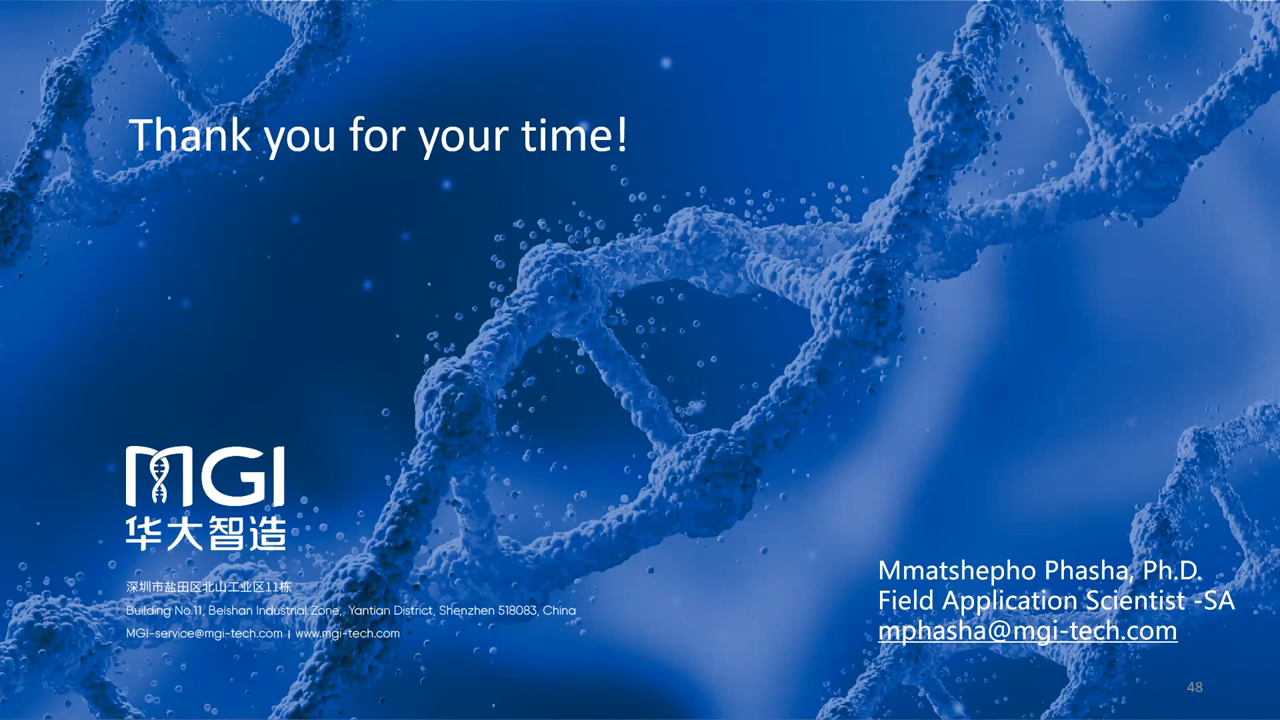 Thank you for your time!
MGI
华大智造
深圳市盐田区北山工业区11栋
Building No.11, Beishan Industrial Zone,, Yantian District, Shenzhen 518083, China
MGI-service@mgi-tech.com | www.mgi-tech.com
Mmatshepho Phasha, Ph.D.
Field Application Scientist -SA
mphasha@mgi-tech.com
48